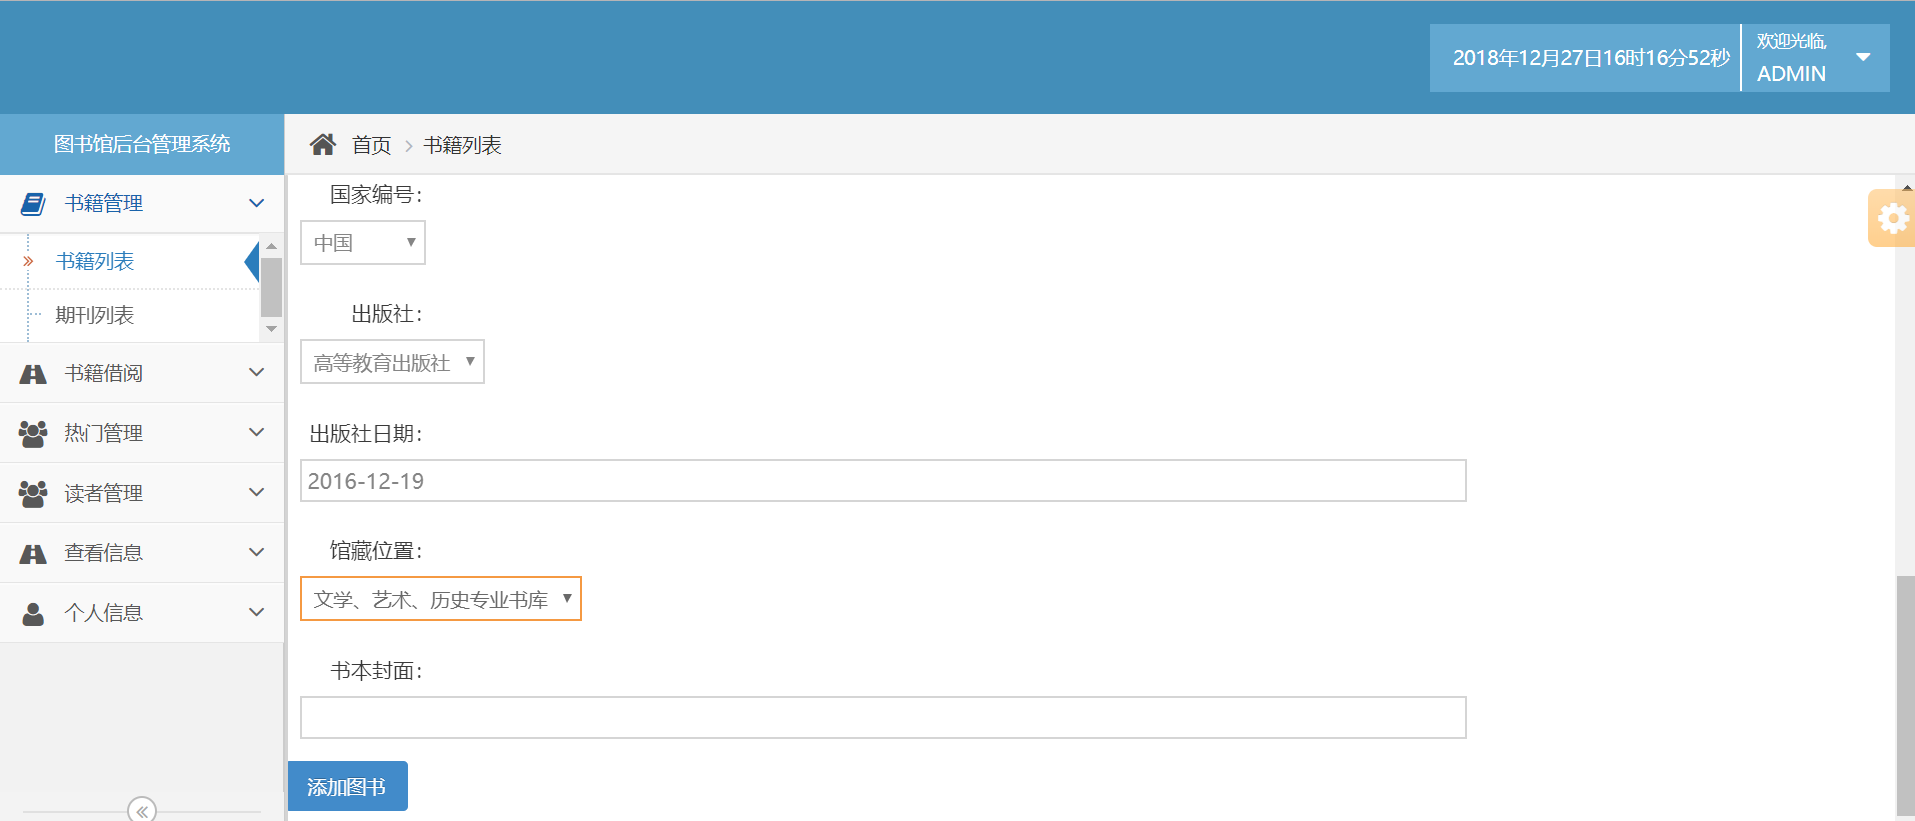 2018年12月27日16时16分52秒
欢迎光临,
ADMIN
图书馆后台管理系统
首页 书籍列表
书籍管理
书籍列表
期刊列表
书籍借阅
热门管理
读者管理
查看信息
个人信息
国家编号：
中国
出版社：
高等教育出版社
出版社日期：
2016-12-19
馆藏位置：
文学、艺术、历史专业书库
书本封面：
添加图书